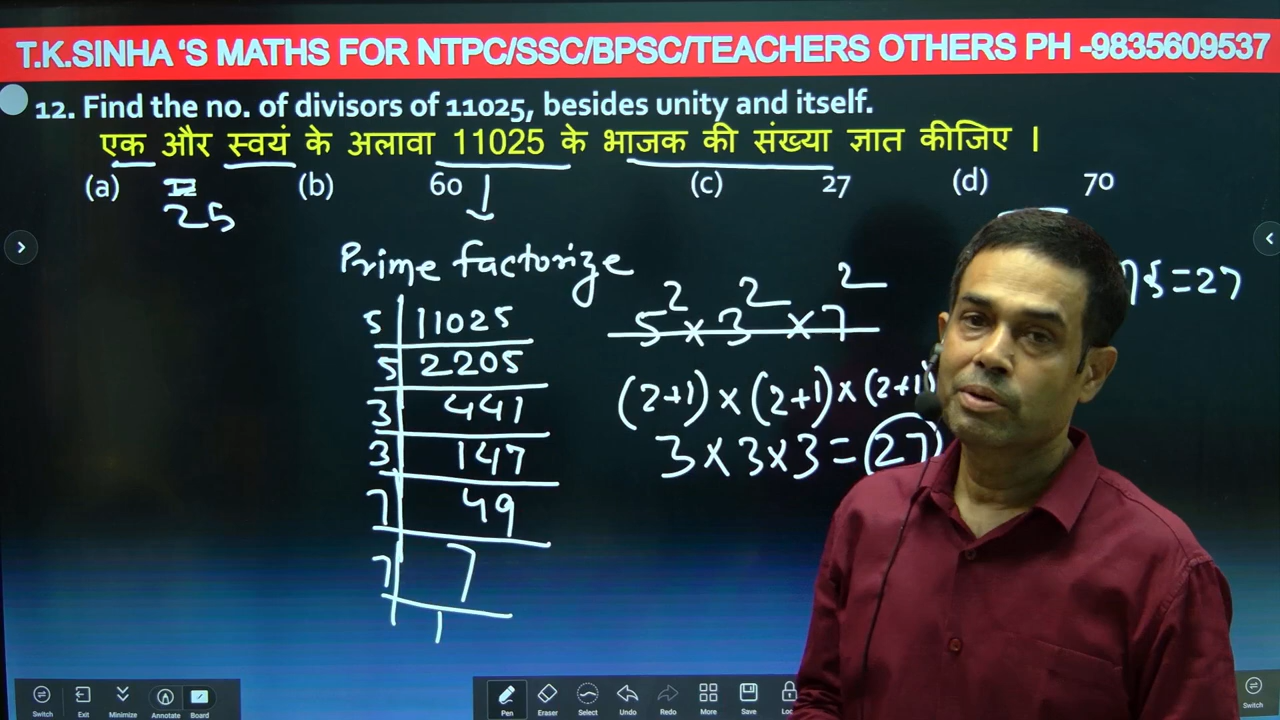 T.K.SINHA 'S MATHS FOR NTPC/SSC/BPSC/TEACHERS OTHERS PH -9835609537
12. Find the no. of divisors of 11025, besides unity and itself.
एक और स्वयं के अलावा 11025 के भाजक की संख्या ज्ञात कीजिए ।
(a) 25 (b) 60 (c) 27 (d) 70
Prime factorize
5 11025
5 2205
3 441
3 147
7 49
7 7
1
5² × 3² × 7²
(2+1) × (2+1) × (2+1)
3 × 3 × 3 = 27
= 27
Switch Exit Minimize Annotate Board Pen Eraser Select Undo Redo More Save Switch